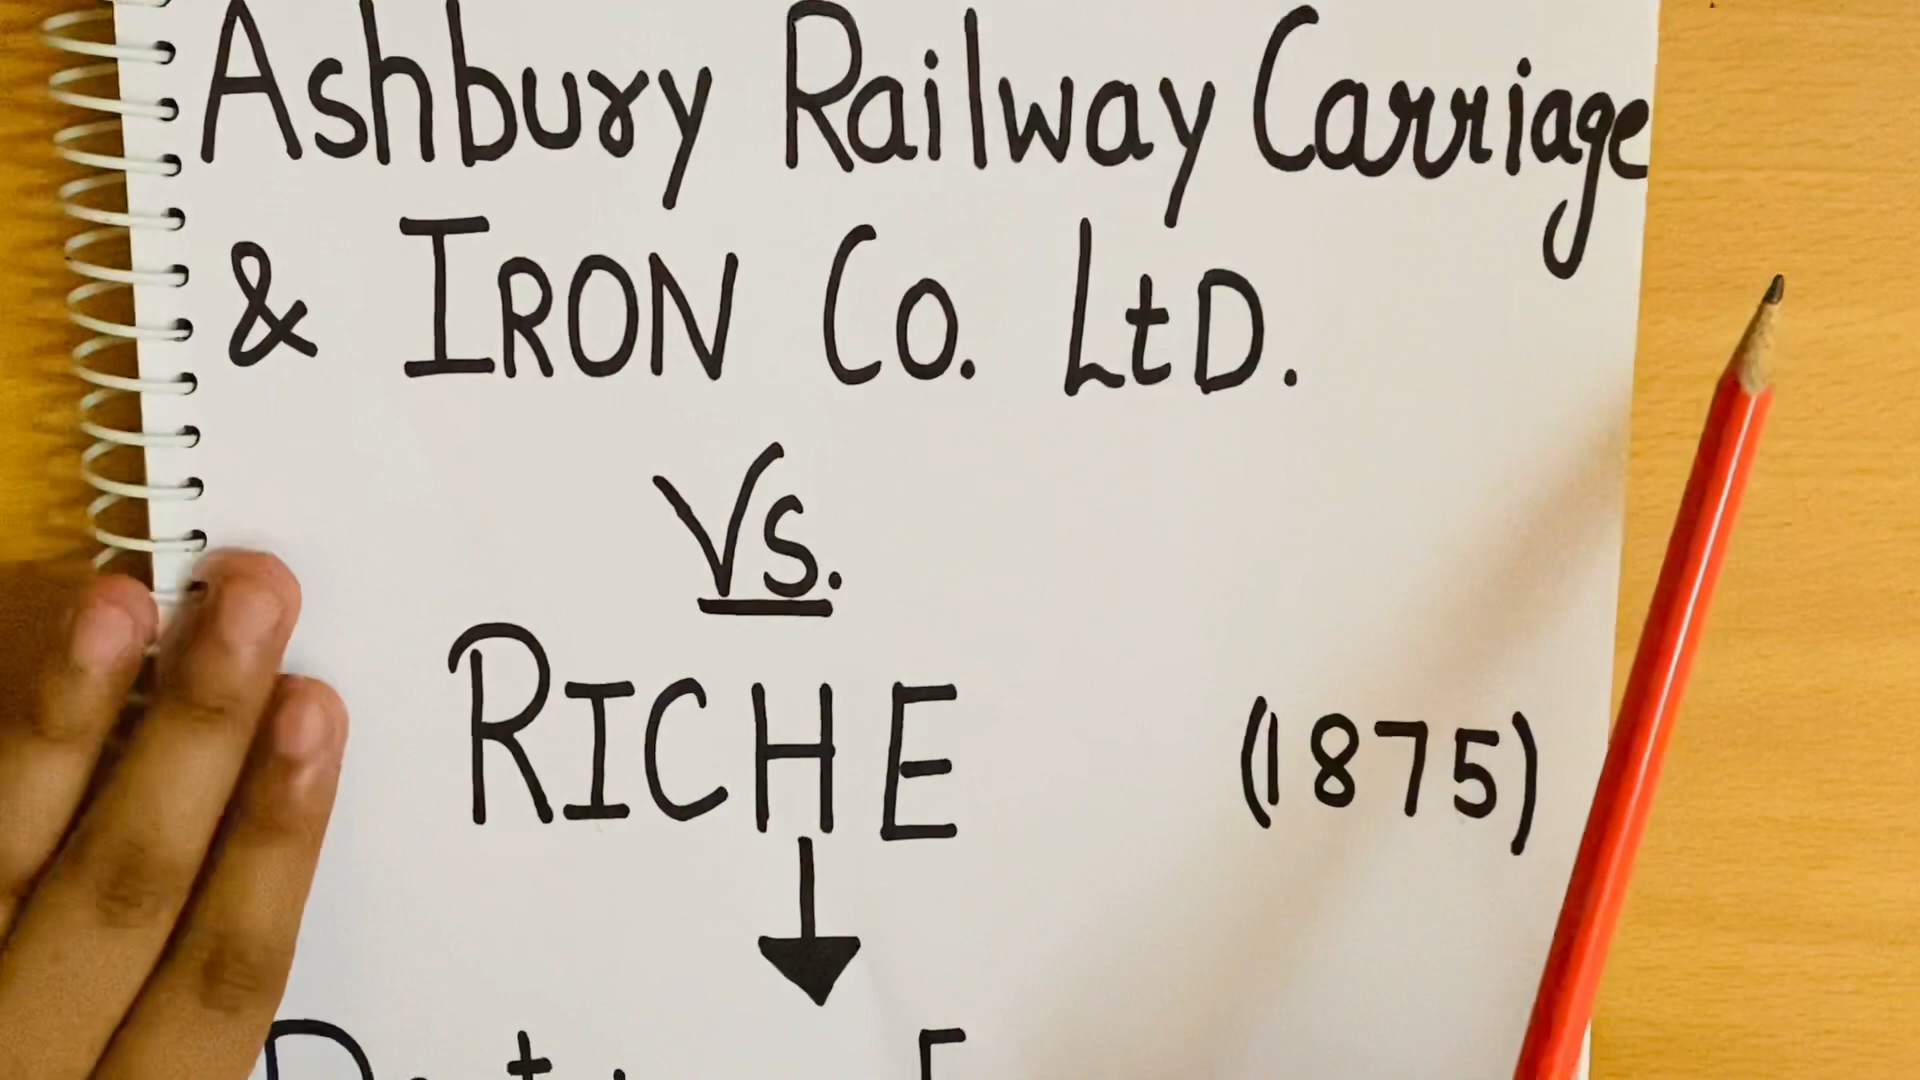 Ashbury Railway Carriage
& IRON Co. LtD.
Vs.
RICHE (1875)